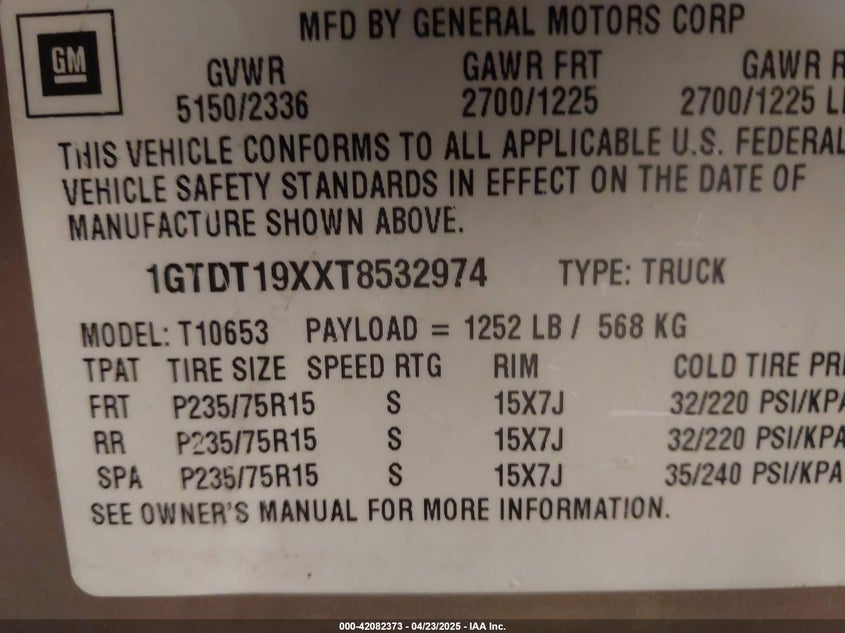 MFD BY GENERAL MOTORS CORP
GM
GVWR GAWR FRT GAWR R
5150/2336 2700/1225 2700/1225 L
THIS VEHICLE CONFORMS TO ALL APPLICABLE U.S. FEDERAL
VEHICLE SAFETY STANDARDS IN EFFECT ON THE DATE OF
MANUFACTURE SHOWN ABOVE.
1GTDT19XXT8532974 TYPE: TRUCK
MODEL: T10653 PAYLOAD = 1252 LB / 568 KG
TPAT TIRE SIZE SPEED RTG RIM COLD TIRE PRE
FRT P235/75R15 S 15X7J 32/220 PSI/KPA
RR P235/75R15 S 15X7J 32/220 PSI/KPA
SPA P235/75R15 S 15X7J 35/240 PSI/KPA
SEE OWNER'S MANUAL FOR MORE INFORMATION.
000-42082373 - 04/23/2025 - IAA Inc.